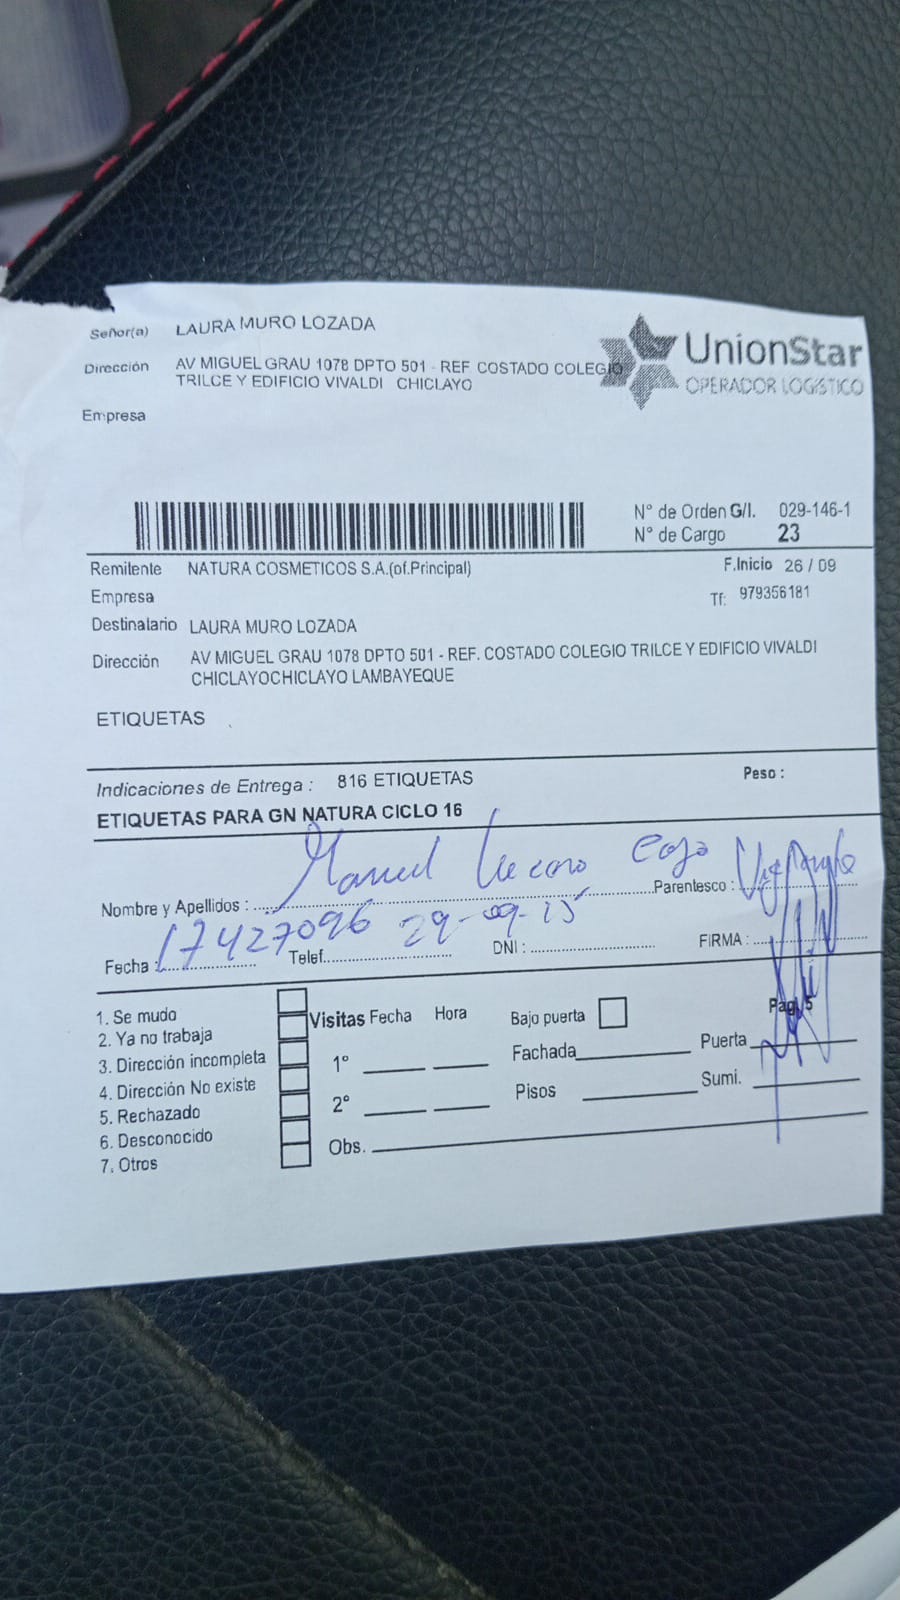 Señor(a) LAURA MURO LOZADA
Dirección AV MIGUEL GRAU 1078 DPTO 501 - REF COSTADO COLEGIO
TRILCE Y EDIFICIO VIVALDI CHICLAYO
Empresa
UnionStar
OPERADOR LOGíSTICO
N° de Orden G/I. 029-146-1
N° de Cargo 23
Remitente NATURA COSMETICOS S.A.(of.Principal)
F.Inicio 26 / 09
Empresa
Tf: 979356181
Destinatario LAURA MURO LOZADA
Dirección AV MIGUEL GRAU 1078 DPTO 501 - REF. COSTADO COLEGIO TRILCE Y EDIFICIO VIVALDI
CHICLAYOCHICLAYO LAMBAYEQUE
ETIQUETAS
Indicaciones de Entrega : 816 ETIQUETAS
Peso :
ETIQUETAS PARA GN NATURA CICLO 16
Nombre y Apellidos : Manuel
Parentesco :
Fecha : 17427096 Telef. 29-09-25 DNI : FIRMA :
1. Se mudo
2. Ya no trabaja
3. Dirección incompleta
4. Dirección No existe
5. Rechazado
6. Desconocido
7. Otros
Visitas Fecha Hora
1°
2°
Obs.
Bajo puerta
Fachada
Pisos
Pag. 5
Puerta
Sumi.